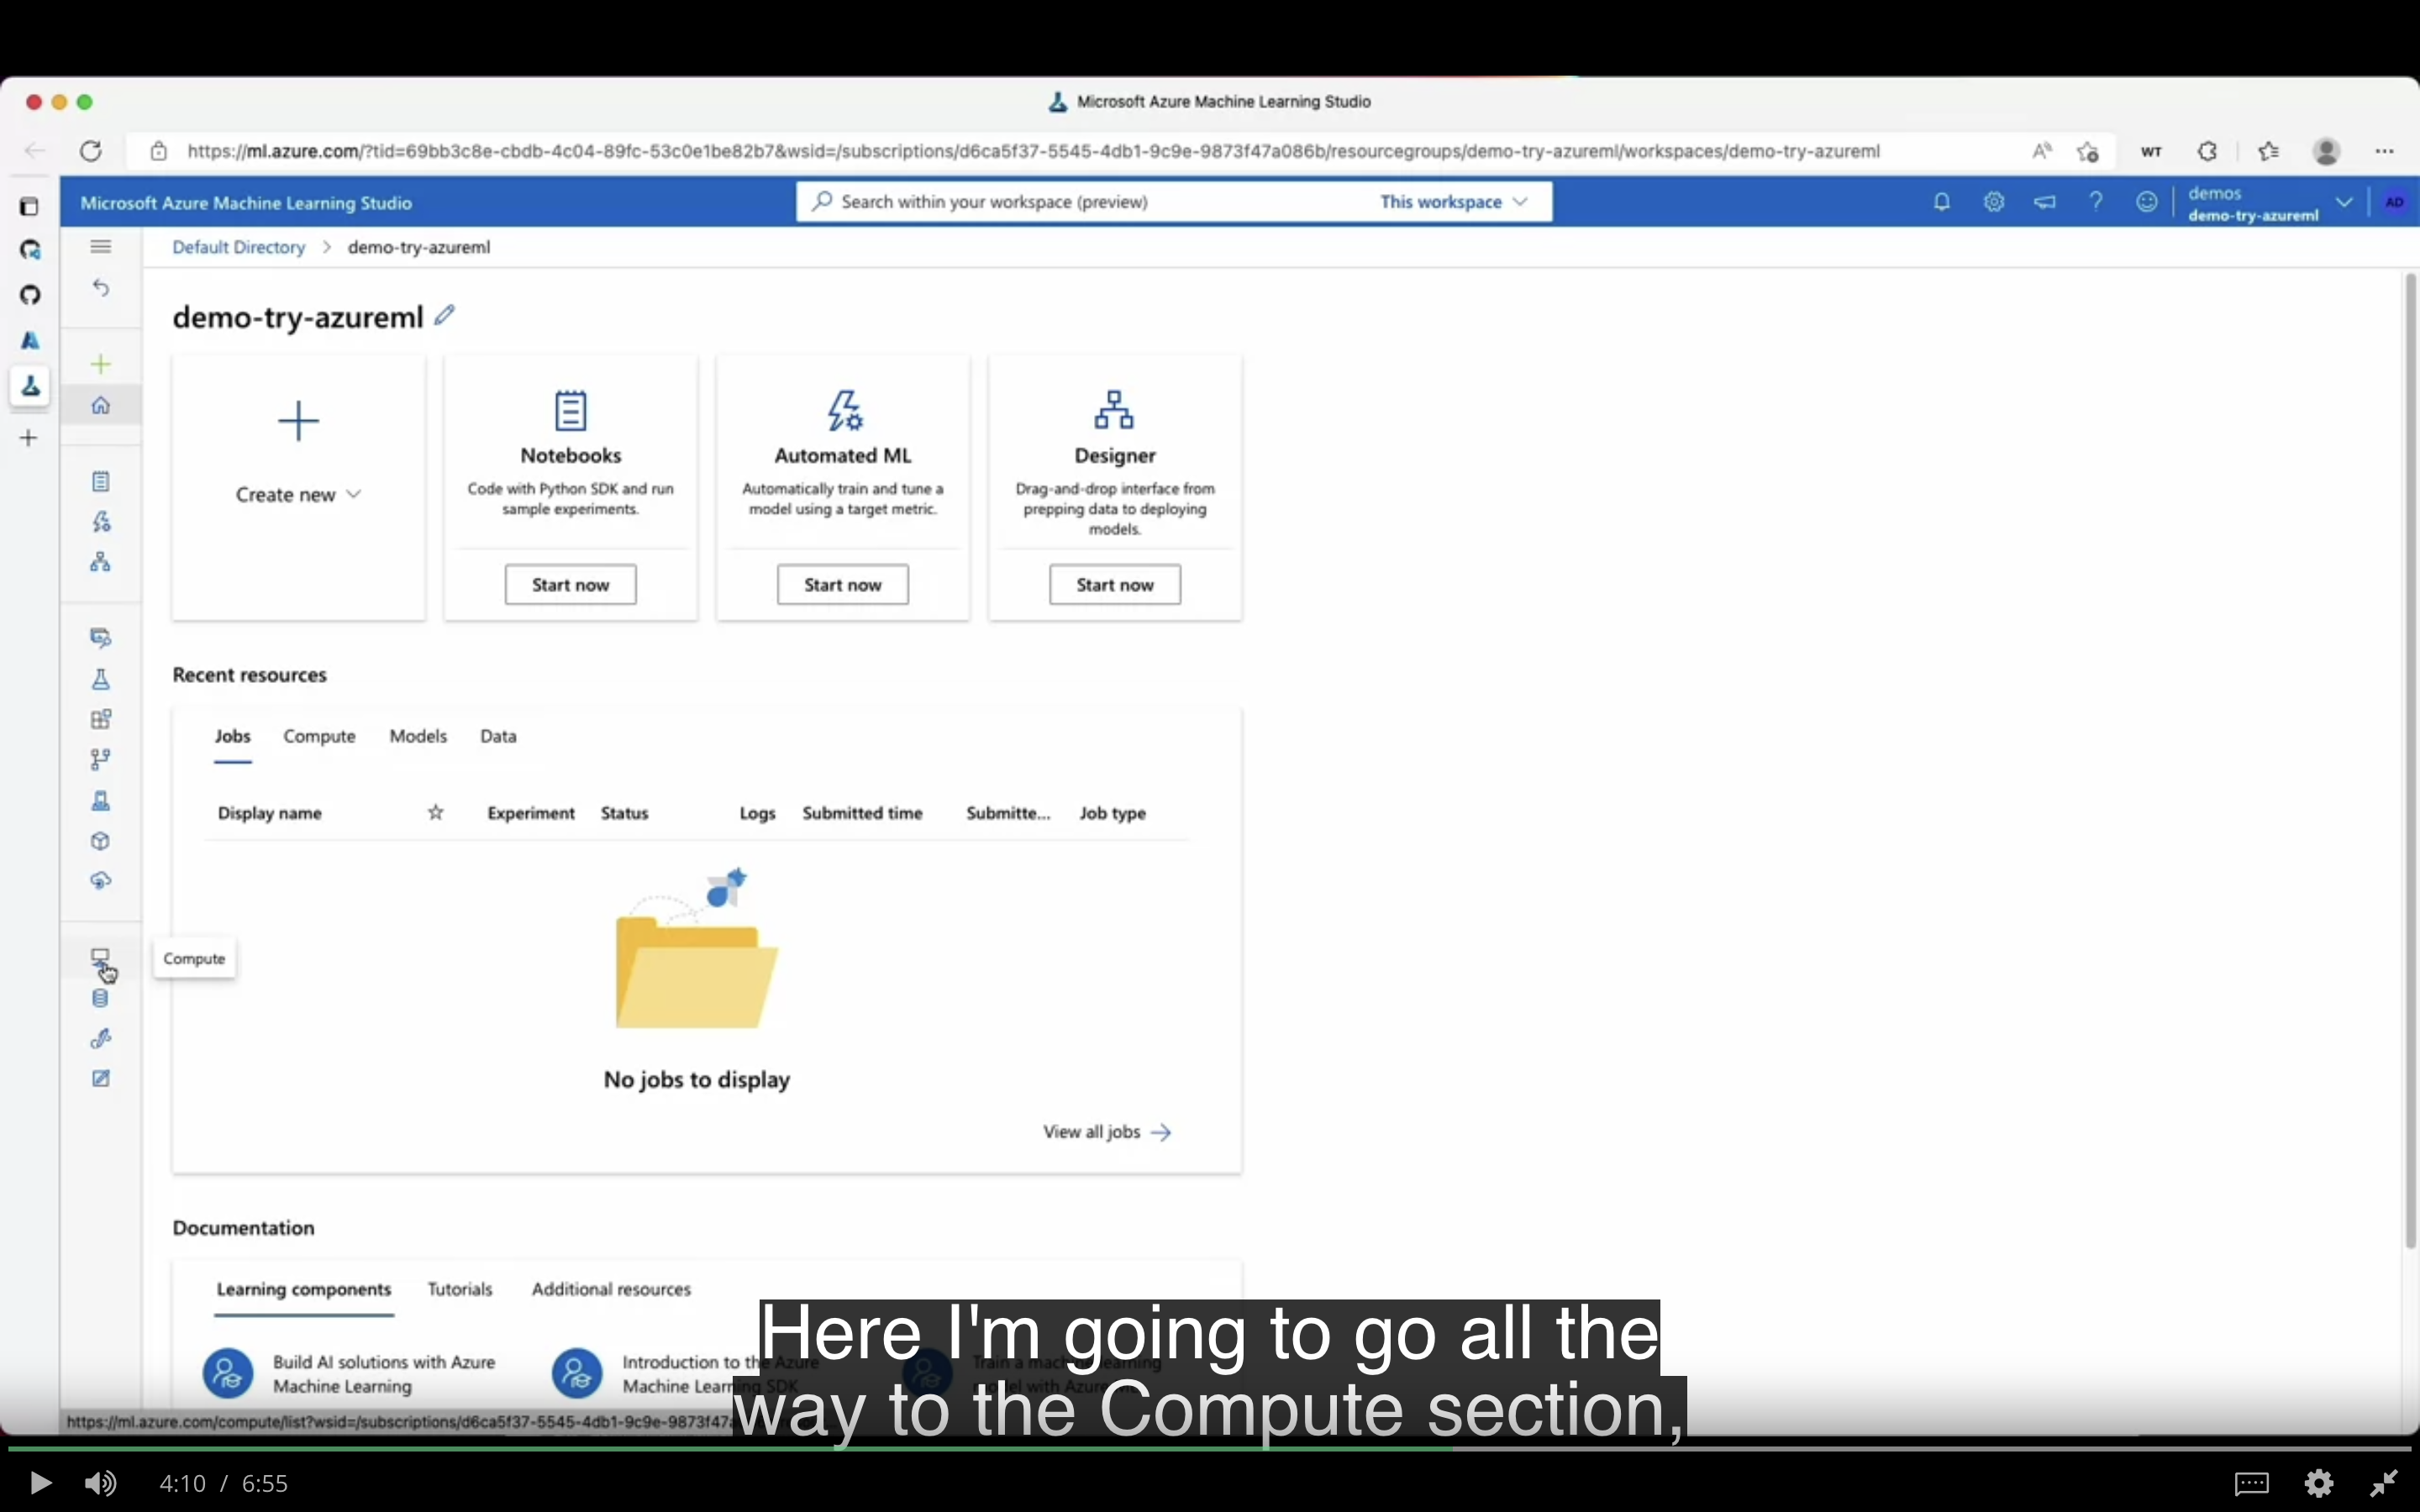 Microsoft Azure Machine Learning Studio
https://ml.azure.com/?tid=69bb3c8e-cbdb-4c04-89fc-53c0e1be82b7&wsid=/subscriptions/d6ca5f37-5545-4db1-9c9e-9873f47a086b/resourcegroups/demo-try-azureml/workspaces/demo-try-azureml
WT
Microsoft Azure Machine Learning Studio
Search within your workspace (preview)
This workspace
demos
demo-try-azureml
AD
Default Directory > demo-try-azureml
demo-try-azureml
Create new
Notebooks
Code with Python SDK and run
sample experiments.
Start now
Automated ML
Automatically train and tune a
model using a target metric.
Start now
Designer
Drag-and-drop interface from
prepping data to deploying
models.
Start now
Recent resources
Jobs Compute Models Data
Display name Experiment Status Logs Submitted time Submitte... Job type
Compute
No jobs to display
View all jobs
Documentation
Learning components Tutorials Additional resources
Build AI solutions with Azure
Machine Learning
Introduction to the Azure
Machine Learning SDK
Train a machine learning
model with Azure
https://ml.azure.com/compute/list?wsid=/subscriptions/d6ca5f37-5545-4db1-9c9e-9873f47a
Here I'm going to go all the
way to the Compute section,
4:10 / 6:55